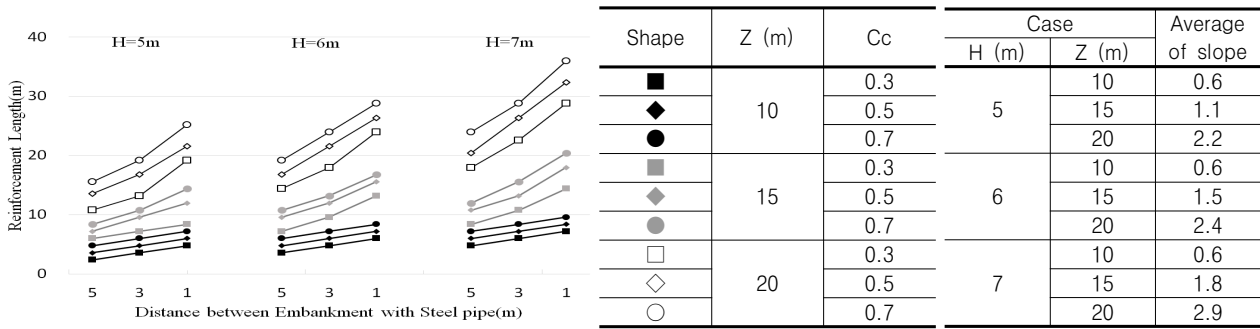 H=5m H=6m H=7m
40
30
20
10
0
Reinforcement Length(m)
5 3 1 5 3 1 5 3 1
Distance between Embankment with Steel pipe(m)
Shape Z (m) Cc
10 0.3
0.5
0.7
15 0.3
0.5
0.7
20 0.3
0.5
0.7
Case Average of slope
H (m) Z (m)
5 10 0.6
15 1.1
20 2.2
6 10 0.6
15 1.5
20 2.4
7 10 0.6
15 1.8
20 2.9